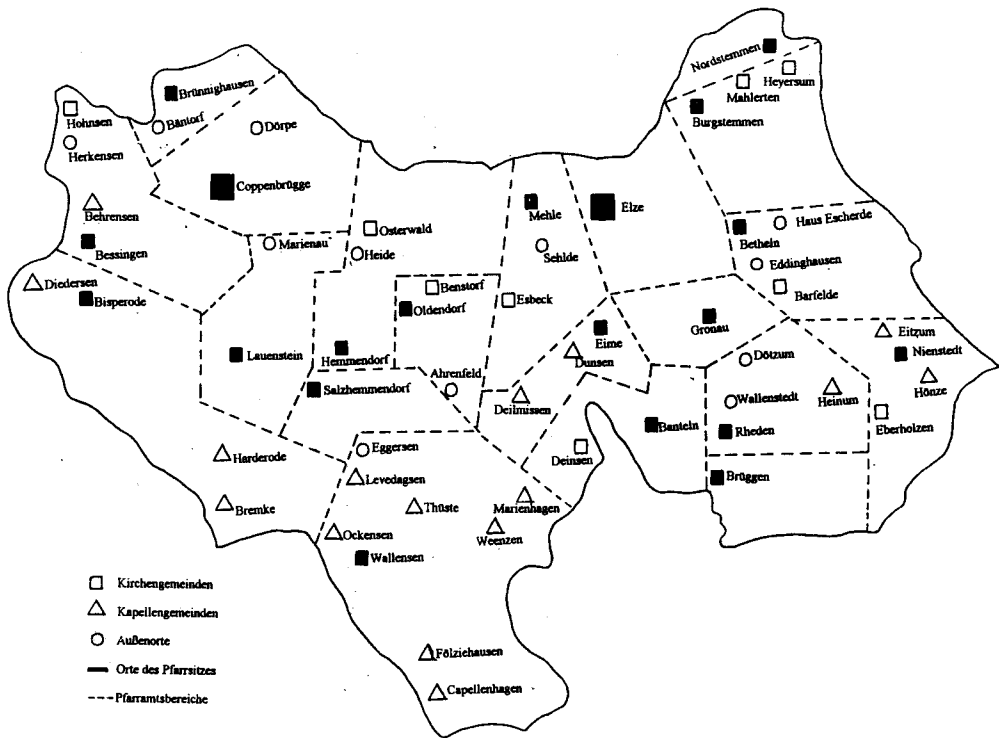 Nordstemmen
Heyersum
Mahlerten
Burgstemmen
Brünnighausen
Hohnsen
Bäntorf
Dörpe
Herkensen
Coppenbrügge
Behrensen
Bessingen
Marienau
Osterwald
Heide
Mehle
Elze
Sehlde
Haus Escherde
Betheln
Eddinghausen
Barfelde
Diedersen
Bisperode
Benstorf
Oldendorf
Esbeck
Gronau
Eime
Eitzum
Nienstedt
Lauenstein
Hemmendorf
Dunsen
Dötzum
Hönze
Salzhemmendorf
Ahrenfeld
Deilmissen
Wallenstedt
Heinum
Eberholzen
Banteln
Rheden
Harderode
Eggersen
Deinsen
Levedagsen
Brüggen
Bremke
Thüste
Marienhagen
Weenzen
Ockensen
Wallensen
Kirchengemeinden
Kapellengemeinden
Außenorte
Orte des Pfarrsitzes
Pfarramtsbereiche
Fölziehausen
Capellenhagen